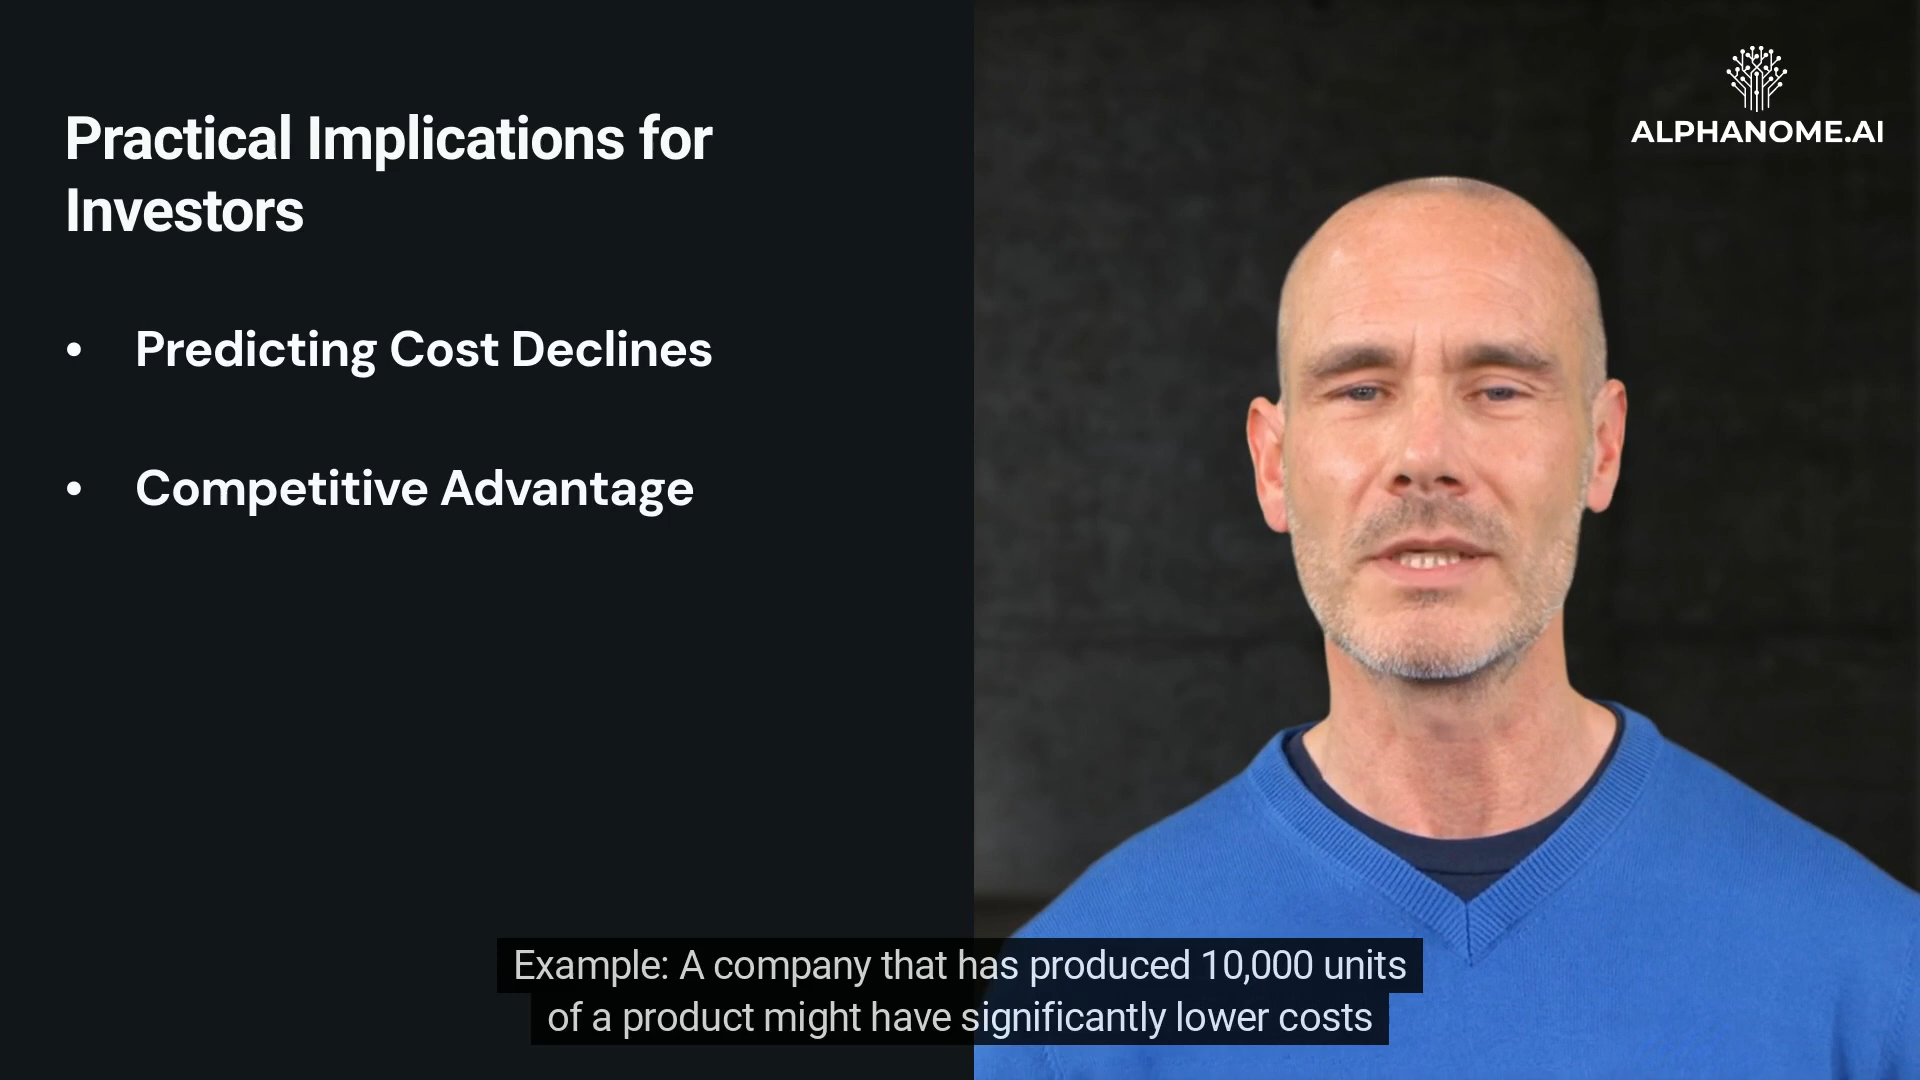 Practical Implications for
Investors
• Predicting Cost Declines
• Competitive Advantage
ALPHANOME.AI
Example: A company that has produced 10,000 units
of a product might have significantly lower costs